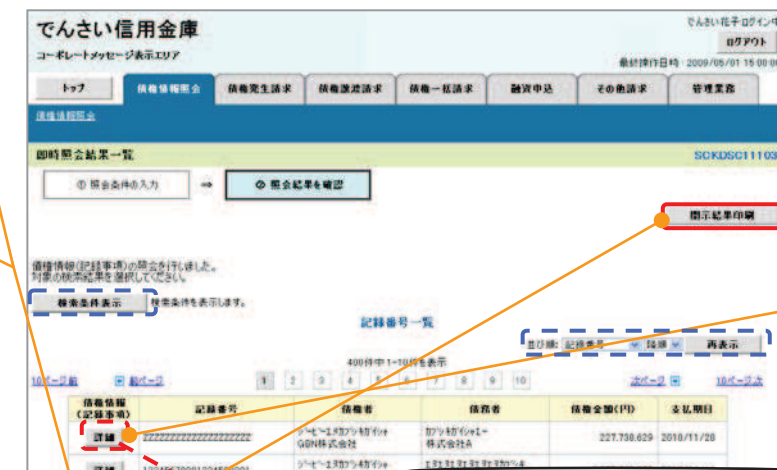 でんさい信用金庫
でんさい花子ログイン中
ログアウト
コーポレートメッセージ表示エリア
最終操作日時 2009/05/01 15:00:00
トップ 債権情報照会 債権発生請求 債権譲渡請求 債権一括請求 融資申込 その他請求 管理業務
債権情報照会
即時照会結果一覧 SCKDSC11103
① 照会条件の入力 ⇒ ② 照会結果を確認
開示結果印刷
債権情報(記録事項)の照会を行いました。
対象の検索結果を選択してください。
検索条件表示 検索条件を表示します。
記録番号一覧
並び順: 記録番号 降順 再表示
400件中1-10件を表示
10ページ前 前ページ 1 2 3 4 5 6 7 8 9 10 次ページ 10ページ次
債権情報
(記録事項) 記録番号 債権者 債務者 債権金額(円) 支払期日
詳細 ZZZZZZZZZZZZZZZZZZZZ GBN株式会社 株式会社A 227,738,629 2010/11/20
詳細